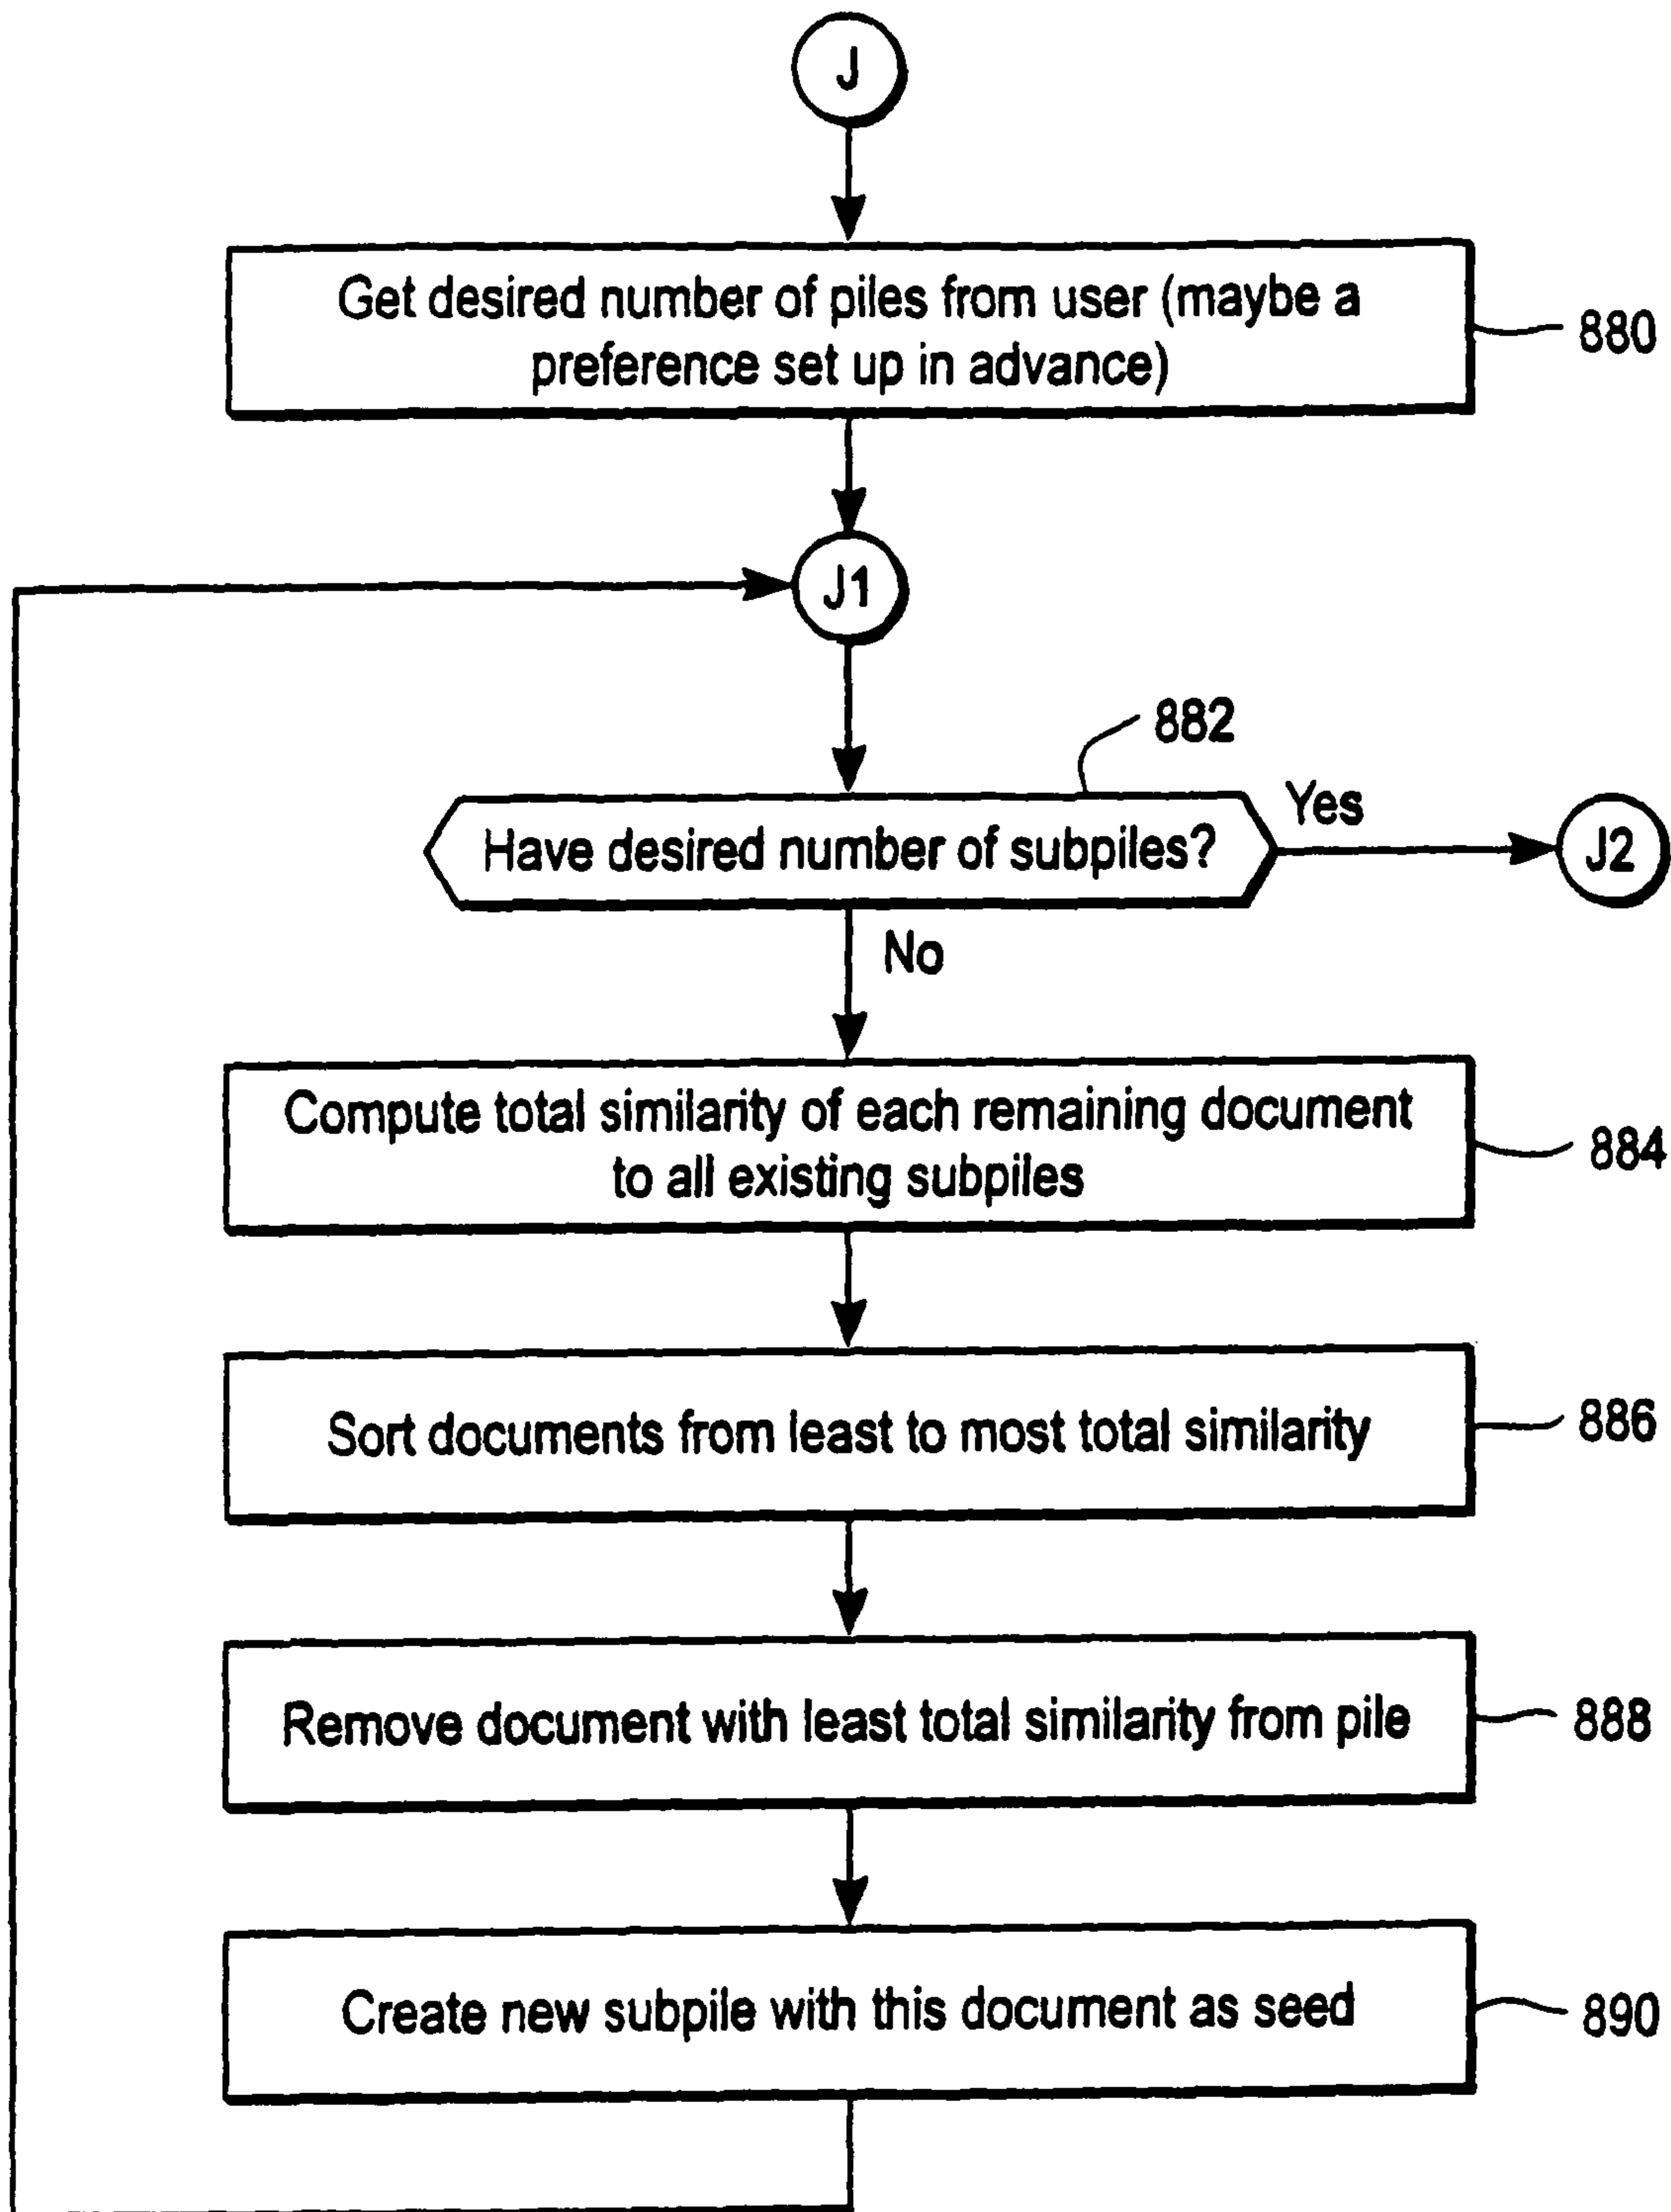 J
Get desired number of piles from user (maybe a
preference set up in advance)
880
J1
882
Have desired number of subpiles?
Yes
J2
No
Compute total similarity of each remaining document
to all existing subpiles
884
Sort documents from least to most total similarity
886
Remove document with least total similarity from pile
888
Create new subpile with this document as seed
890